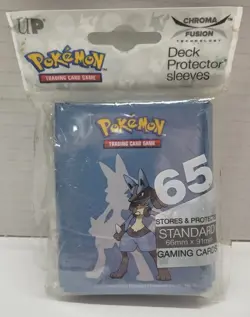 UP
CHROMA
FUSION
TECHNOLOGY
POKéMON
TRADING CARD GAME
Deck
Protector
sleeves
POKéMON
TRADING CARD GAME
65
STORES & PROTECTS
STANDARD
66mm x 91mm
GAMING CARDS